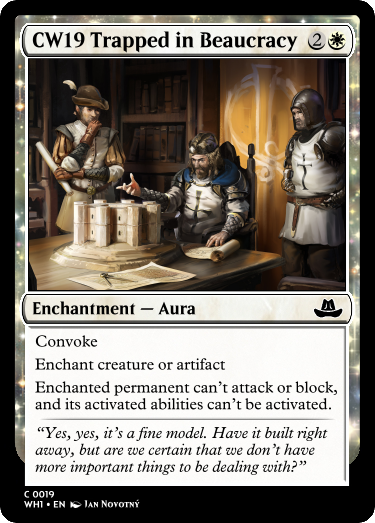 CW19 Trapped in Beaucracy 2
Enchantment — Aura
Convoke
Enchant creature or artifact
Enchanted permanent can’t attack or block,
and its activated abilities can’t be activated.
“Yes, yes, it’s a fine model. Have it built right
away, but are we certain that we don’t have
more important things to be dealing with?”
C 0019
WH1 • EN Jan Novotný